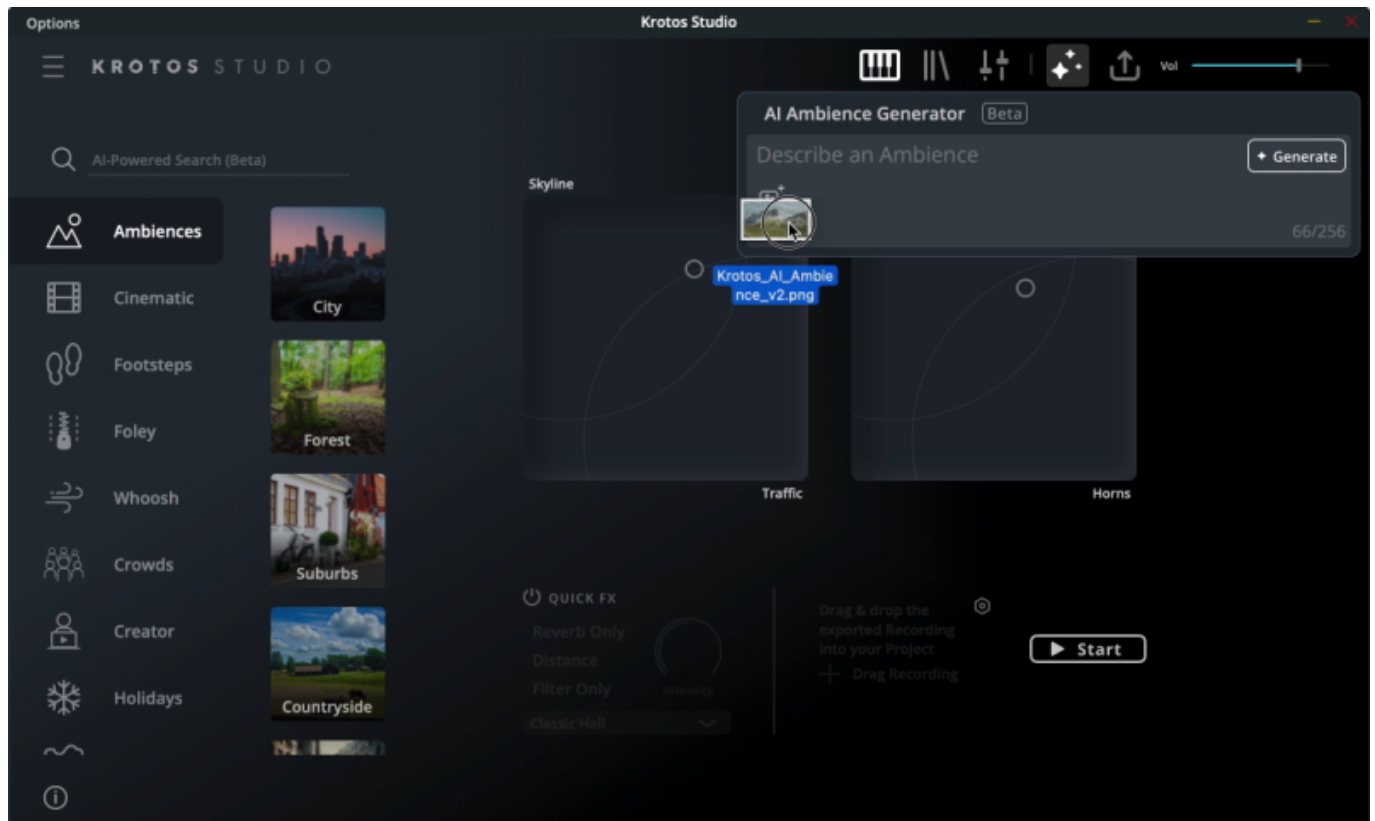 Options
Krotos Studio
KROTOS STUDIO
Vol
AI Ambience Generator Beta
Describe an Ambience
Generate
66/256
AI-Powered Search (Beta)
Ambiences
Cinematic
Footsteps
Foley
Whoosh
Crowds
Creator
Holidays
City
Forest
Suburbs
Countryside
Skyline
Krotos_AI_Ambie
nce_v2.png
Traffic
Horns
QUICK FX
Reverb Only
Distance
Filter Only
Intensity
Classic Hall
Drag & drop the
exported Recording
into your Project
Drag Recording
Start